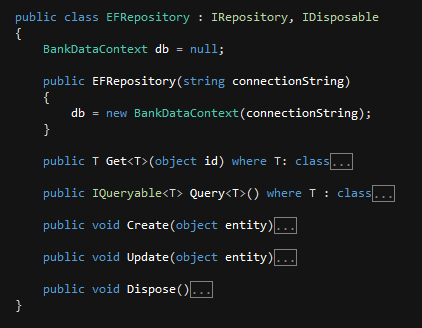 public class EFRepository : IRepository, IDisposable
{
    BankDataContext db = null;

    public EFRepository(string connectionString)
    {
        db = new BankDataContext(connectionString);
    }

    public T Get<T>(object id) where T: class...

    public IQueryable<T> Query<T>() where T : class...

    public void Create(object entity)...

    public void Update(object entity)...

    public void Dispose()...
}